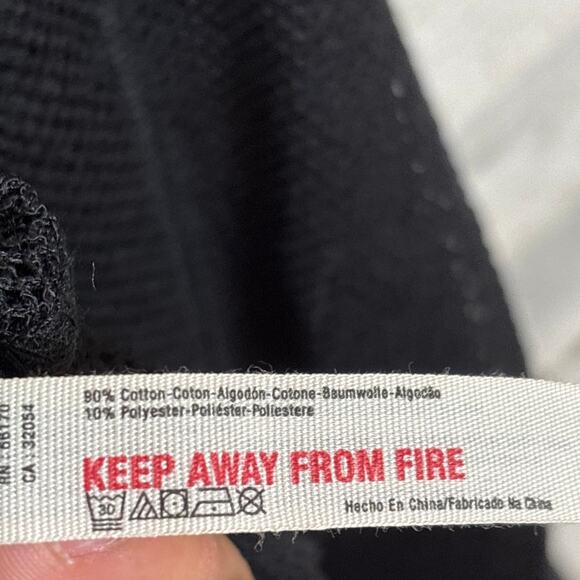 90% Cotton-Coton-Algodón-Cotone-Baumwolle-Algodão
10% Polyester-Poliéster-Poliestere
KEEP AWAY FROM FIRE
30
Hecho En China/Fabricado Na China
RN 66170
CA 32054